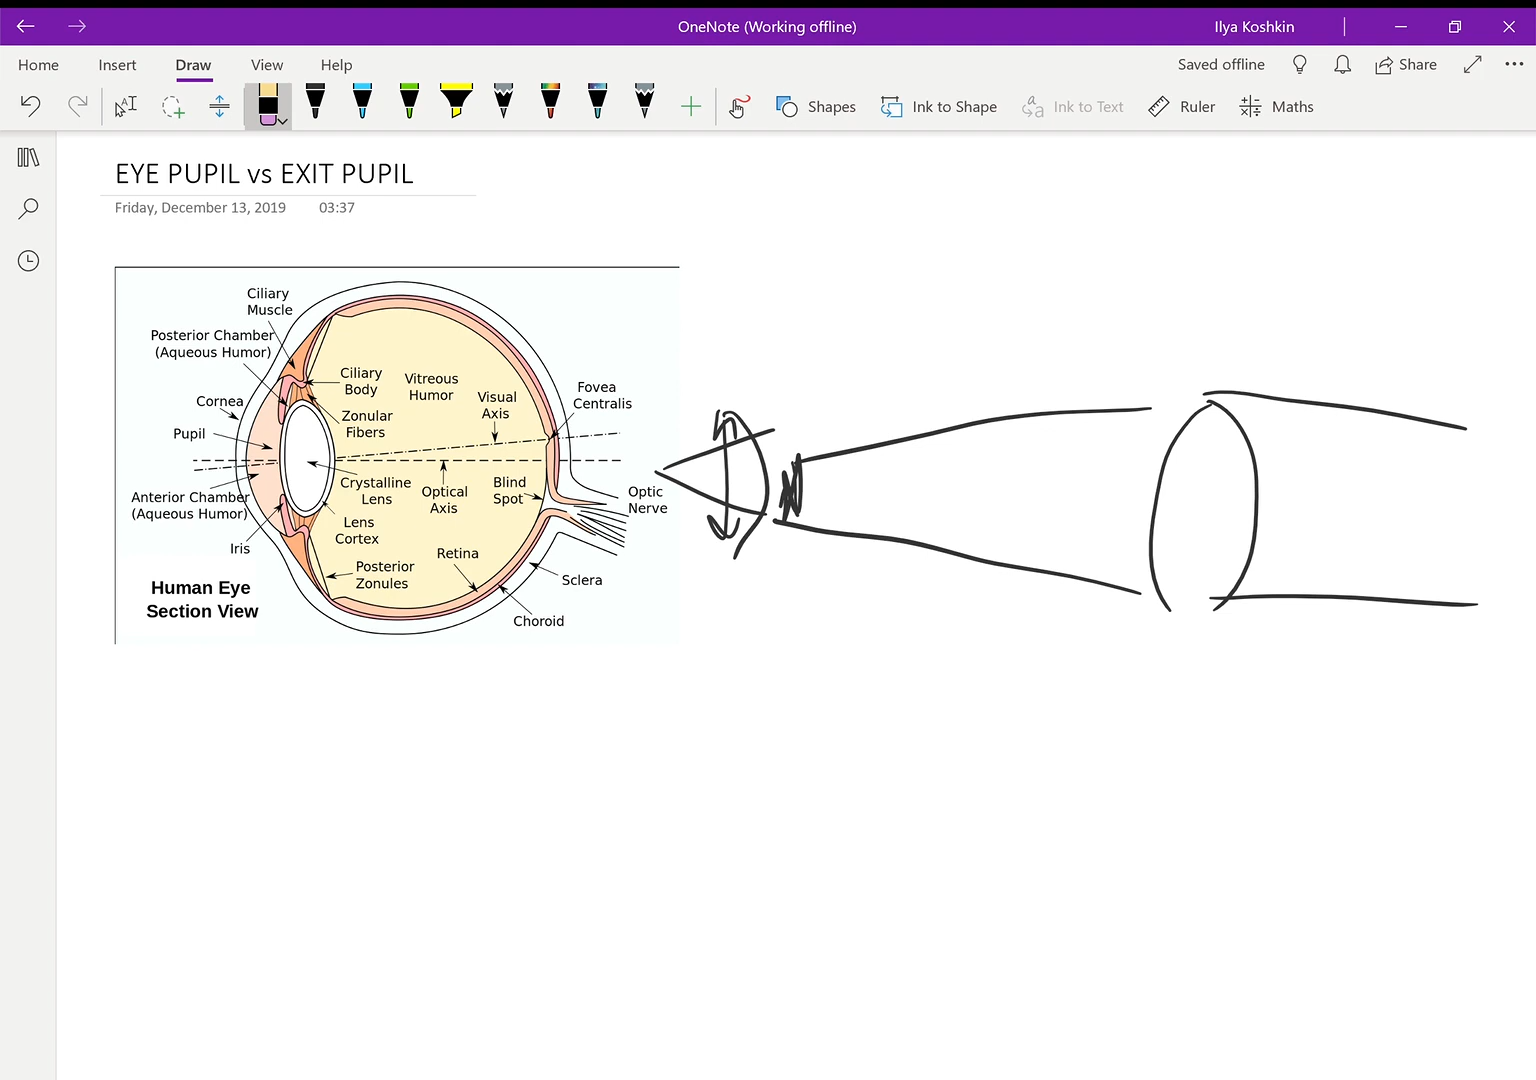 OneNote (Working offline)
Ilya Koshkin
Home
Insert
Draw
View
Help
Saved offline
Share
Shapes
Ink to Shape
Ink to Text
Ruler
Maths
EYE PUPIL vs EXIT PUPIL
Friday, December 13, 2019
03:37
Ciliary
Muscle
Posterior Chamber
(Aqueous Humor)
Cornea
Pupil
Anterior Chamber
(Aqueous Humor)
Iris
Human Eye
Section View
Ciliary
Body
Zonular
Fibers
Vitreous
Humor
Visual
Axis
Fovea
Centralis
Crystalline
Lens
Optical
Axis
Blind
Spot
Optic
Nerve
Lens
Cortex
Posterior
Zonules
Retina
Sclera
Choroid